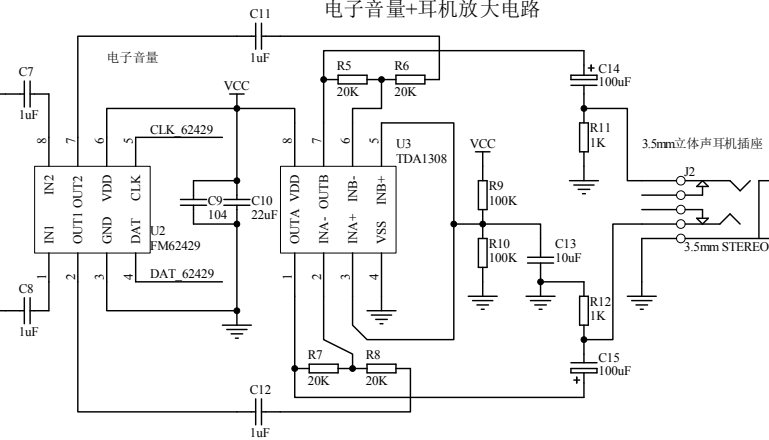 电子音量+耳机放大电路
C11
1uF
电子音量
C7
1uF
VCC
R5
20K
R6
20K
C14
100uF
8
7
6
5
CLK_62429
IN2
OUT2
VDD
CLK
IN1
OUT1
GND
DAT
U2
FM62429
1
2
3
4
DAT_62429
C9
104
C10
22uF
8
7
6
5
U3
TDA1308
VDD
OUTB
INB-
INB+
OUTA
INA-
INA+
VSS
1
2
3
4
VCC
R9
100K
R10
100K
C13
10uF
R11
1K
3.5mm立体声耳机插座
J2
3.5mm STEREO
R12
1K
C8
1uF
R7
20K
R8
20K
C15
100uF
C12
1uF